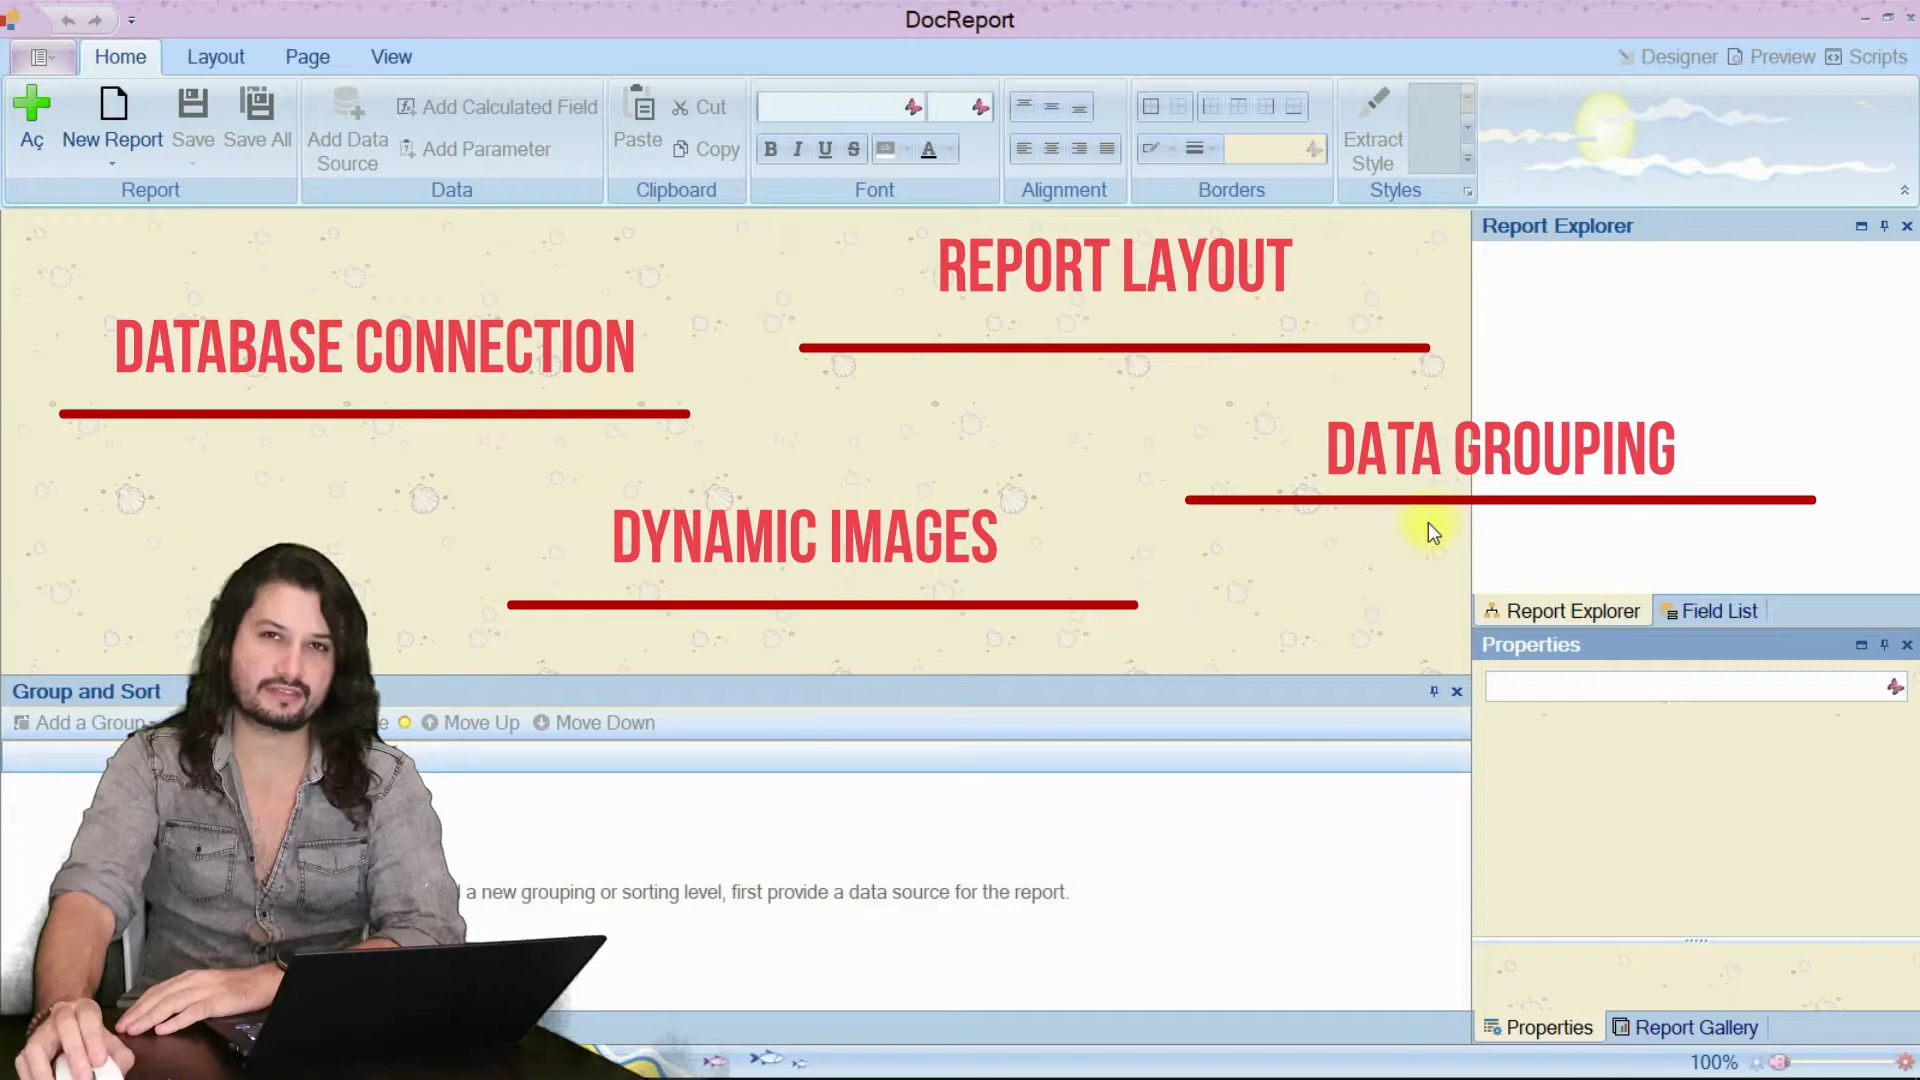 DocReport
Home Layout Page View Designer Preview Scripts
Aç New Report Save Save All
Add Data Source
Add Calculated Field
Add Parameter
Paste Cut
Copy
B I U S A
Extract Style
Report Data Clipboard Font Alignment Borders Styles
Report Explorer
REPORT LAYOUT
DATABASE CONNECTION
DATA GROUPING
DYNAMIC IMAGES
Report Explorer Field List
Properties
Group and Sort
Add a Group Move Up Move Down
a new grouping or sorting level, first provide a data source for the report.
Properties Report Gallery
100%